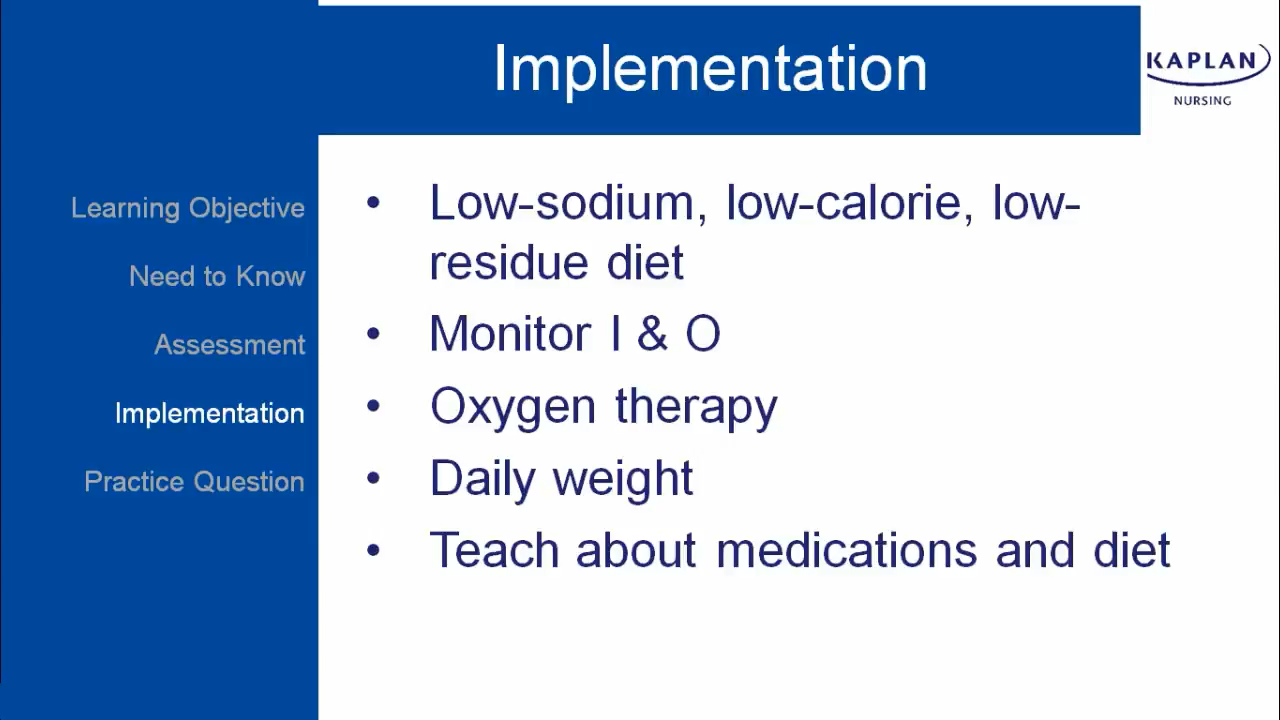 Implementation
KAPLAN
NURSING
Learning Objective
Need to Know
Assessment
Implementation
Practice Question
• Low-sodium, low-calorie, low-
residue diet
• Monitor I & O
• Oxygen therapy
• Daily weight
• Teach about medications and diet